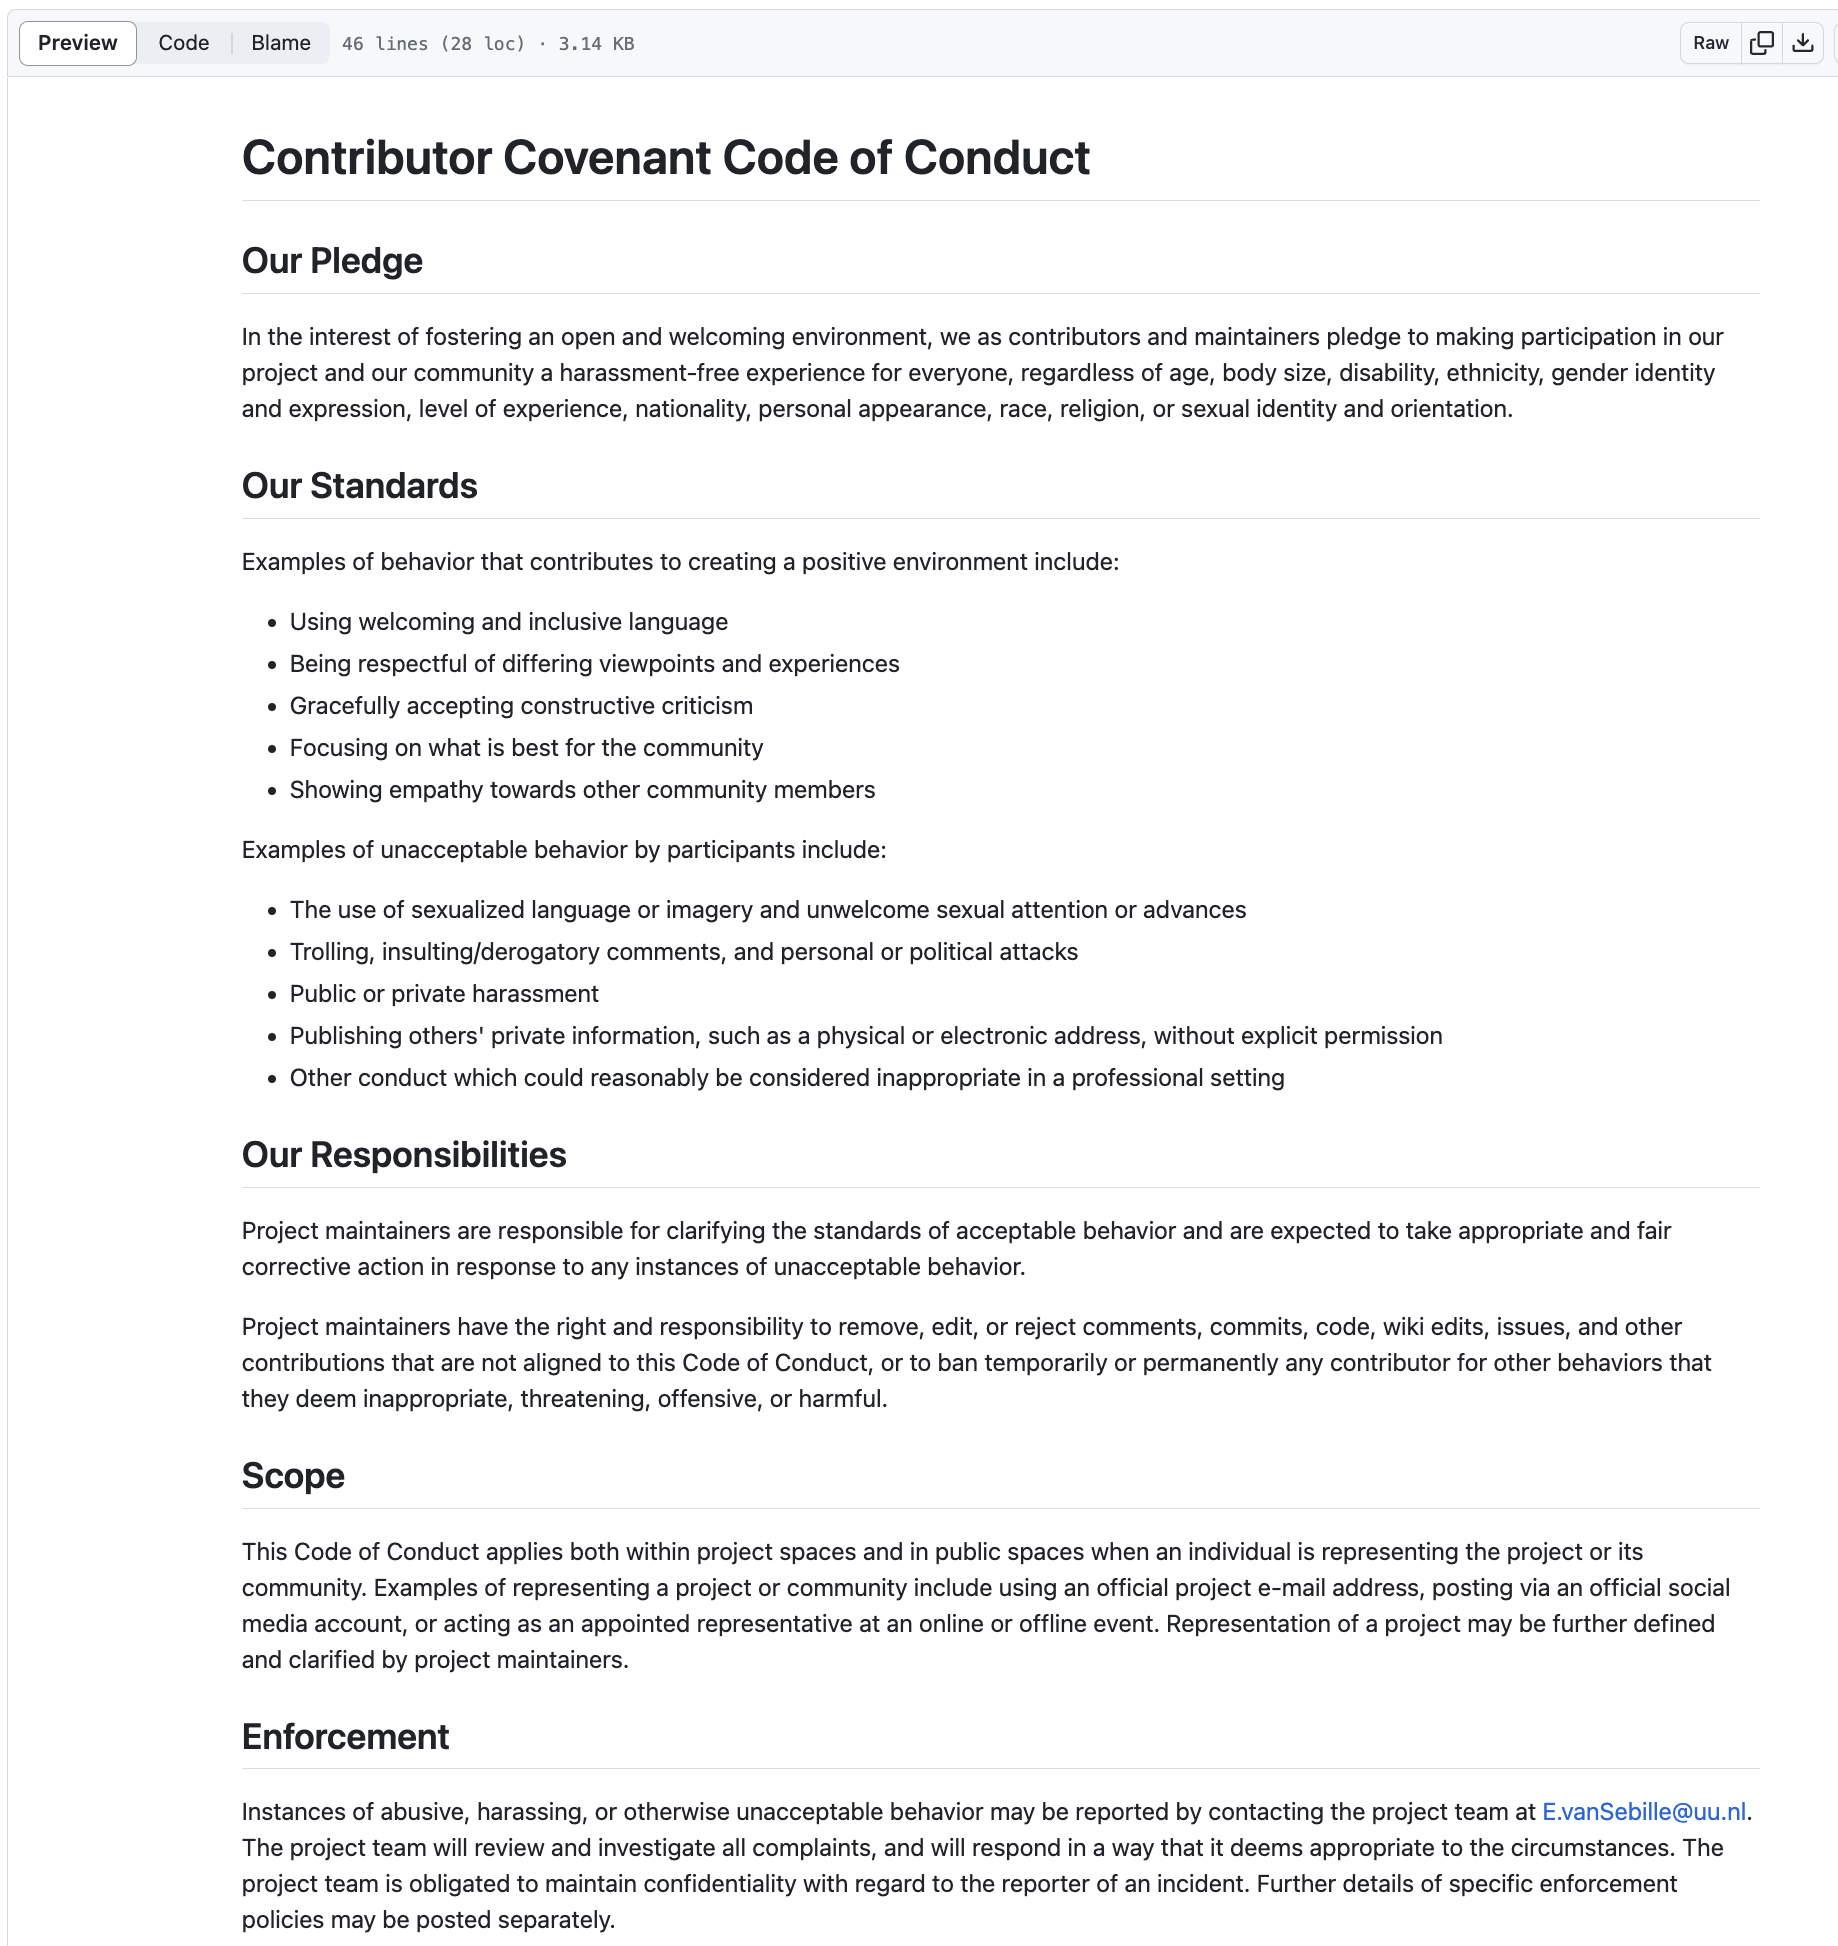 Preview Code Blame 46 lines (28 loc) · 3.14 KB Raw
Contributor Covenant Code of Conduct
Our Pledge
In the interest of fostering an open and welcoming environment, we as contributors and maintainers pledge to making participation in our
project and our community a harassment-free experience for everyone, regardless of age, body size, disability, ethnicity, gender identity
and expression, level of experience, nationality, personal appearance, race, religion, or sexual identity and orientation.
Our Standards
Examples of behavior that contributes to creating a positive environment include:
• Using welcoming and inclusive language
• Being respectful of differing viewpoints and experiences
• Gracefully accepting constructive criticism
• Focusing on what is best for the community
• Showing empathy towards other community members
Examples of unacceptable behavior by participants include:
• The use of sexualized language or imagery and unwelcome sexual attention or advances
• Trolling, insulting/derogatory comments, and personal or political attacks
• Public or private harassment
• Publishing others' private information, such as a physical or electronic address, without explicit permission
• Other conduct which could reasonably be considered inappropriate in a professional setting
Our Responsibilities
Project maintainers are responsible for clarifying the standards of acceptable behavior and are expected to take appropriate and fair
corrective action in response to any instances of unacceptable behavior.
Project maintainers have the right and responsibility to remove, edit, or reject comments, commits, code, wiki edits, issues, and other
contributions that are not aligned to this Code of Conduct, or to ban temporarily or permanently any contributor for other behaviors that
they deem inappropriate, threatening, offensive, or harmful.
Scope
This Code of Conduct applies both within project spaces and in public spaces when an individual is representing the project or its
community. Examples of representing a project or community include using an official project e-mail address, posting via an official social
media account, or acting as an appointed representative at an online or offline event. Representation of a project may be further defined
and clarified by project maintainers.
Enforcement
Instances of abusive, harassing, or otherwise unacceptable behavior may be reported by contacting the project team at E.vanSebille@uu.nl.
The project team will review and investigate all complaints, and will respond in a way that it deems appropriate to the circumstances. The
project team is obligated to maintain confidentiality with regard to the reporter of an incident. Further details of specific enforcement
policies may be posted separately.